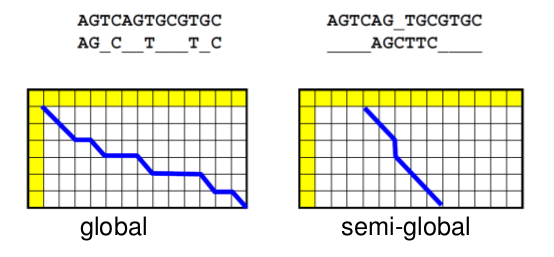 AGTCAGTGCGTGC
AG_C__T___T_C
AGTCAG_TGCGTGC
____AGCTTC____
global
semi-global